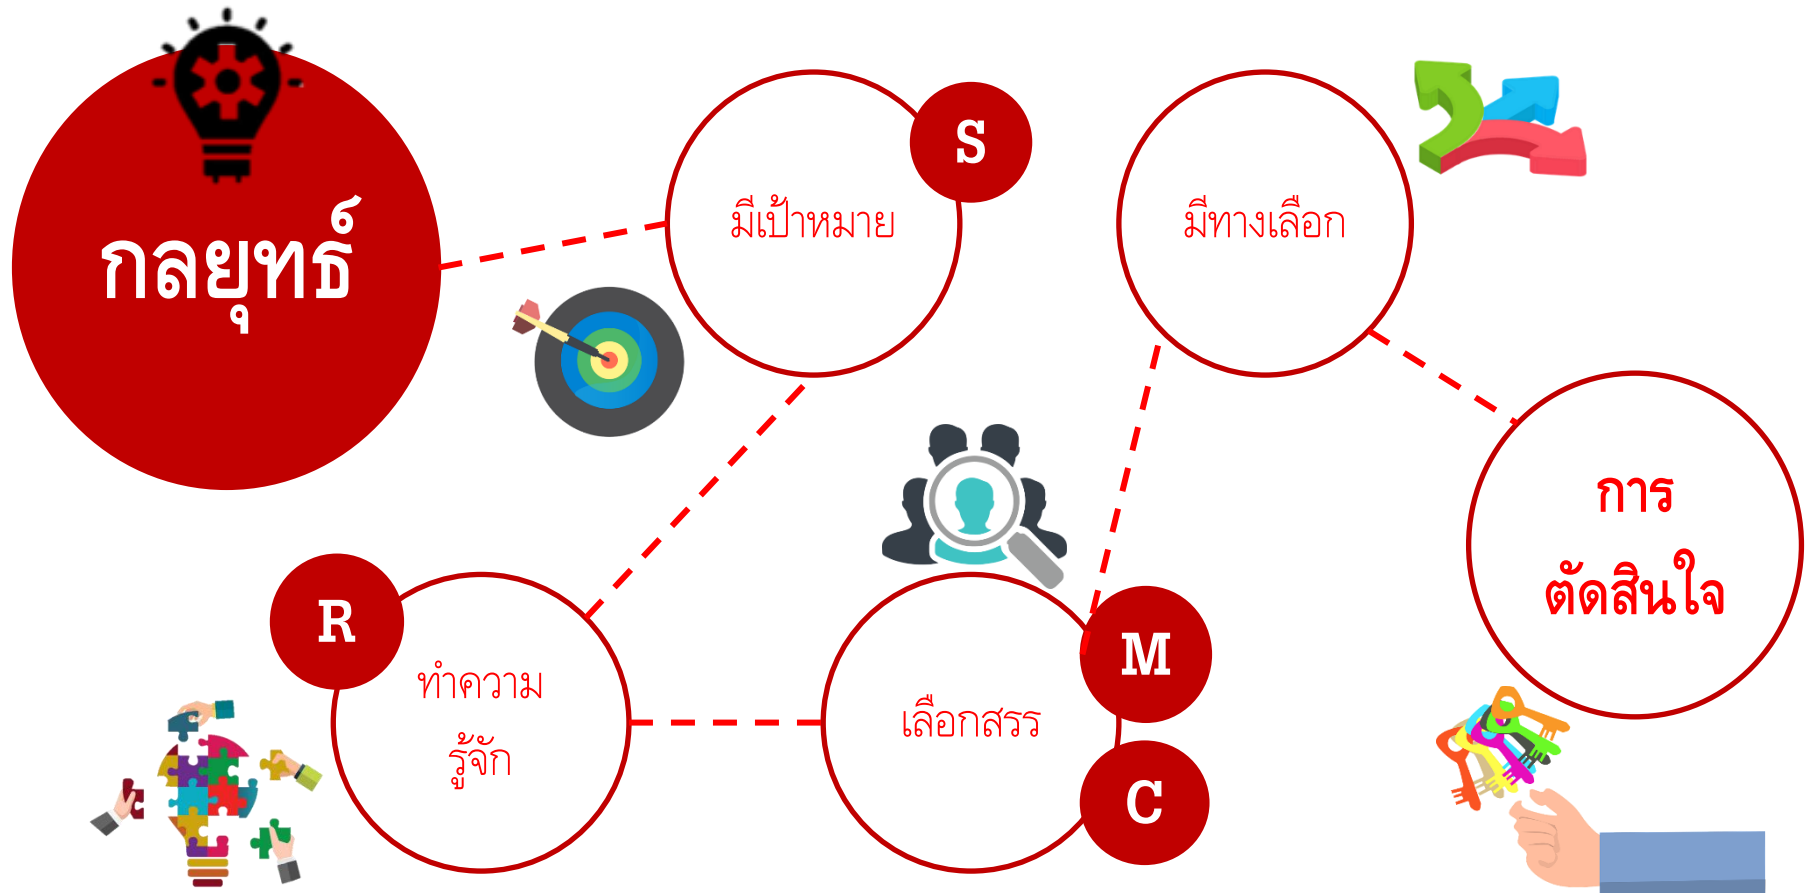 กลยุทธ์
S
มีเป้าหมาย
มีทางเลือก
R
ทำความ
รู้จัก
เลือกสรร
M
C
การ
ตัดสินใจ